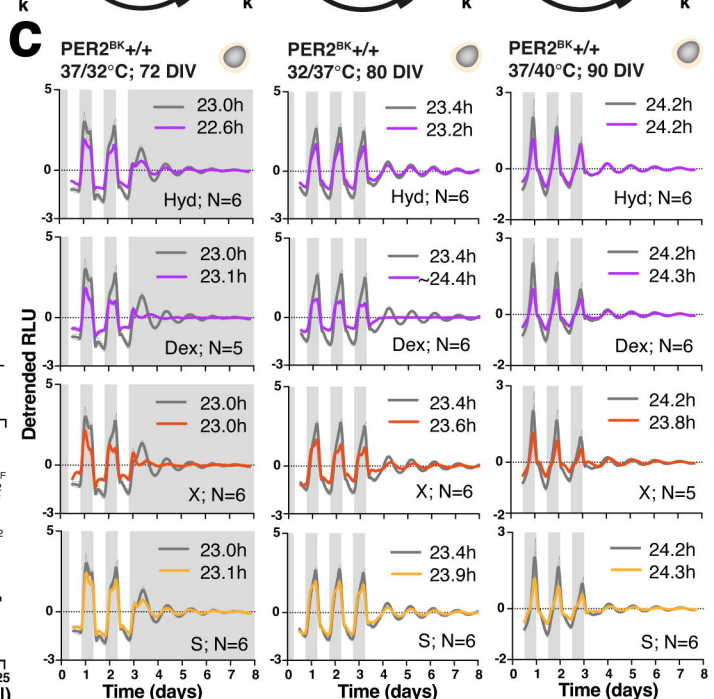 k
k
k
C
PER2BK+/+
37/32°C; 72 DIV
PER2BK+/+
32/37°C; 80 DIV
PER2BK+/+
37/40°C; 90 DIV
5
0
-3
23.0h
22.6h
Hyd; N=6
5
0
-3
23.4h
23.2h
Hyd; N=6
3
0
-2
24.2h
24.2h
Hyd; N=6
Detrended RLU
5
0
-3
23.0h
23.1h
Dex; N=5
5
0
-3
23.4h
~24.4h
Dex; N=6
3
0
-2
24.2h
24.3h
Dex; N=6
5
0
-3
23.0h
23.0h
X; N=6
5
0
-3
23.4h
23.6h
X; N=6
3
0
-2
24.2h
23.8h
X; N=5
5
0
-3
23.0h
23.1h
S; N=6
5
0
-3
23.4h
23.9h
S; N=6
3
0
-2
24.2h
24.3h
S; N=6
0 1 2 3 4 5 6 7 8
Time (days)
0 1 2 3 4 5 6 7 8
Time (days)
0 1 2 3 4 5 6 7 8
Time (days)